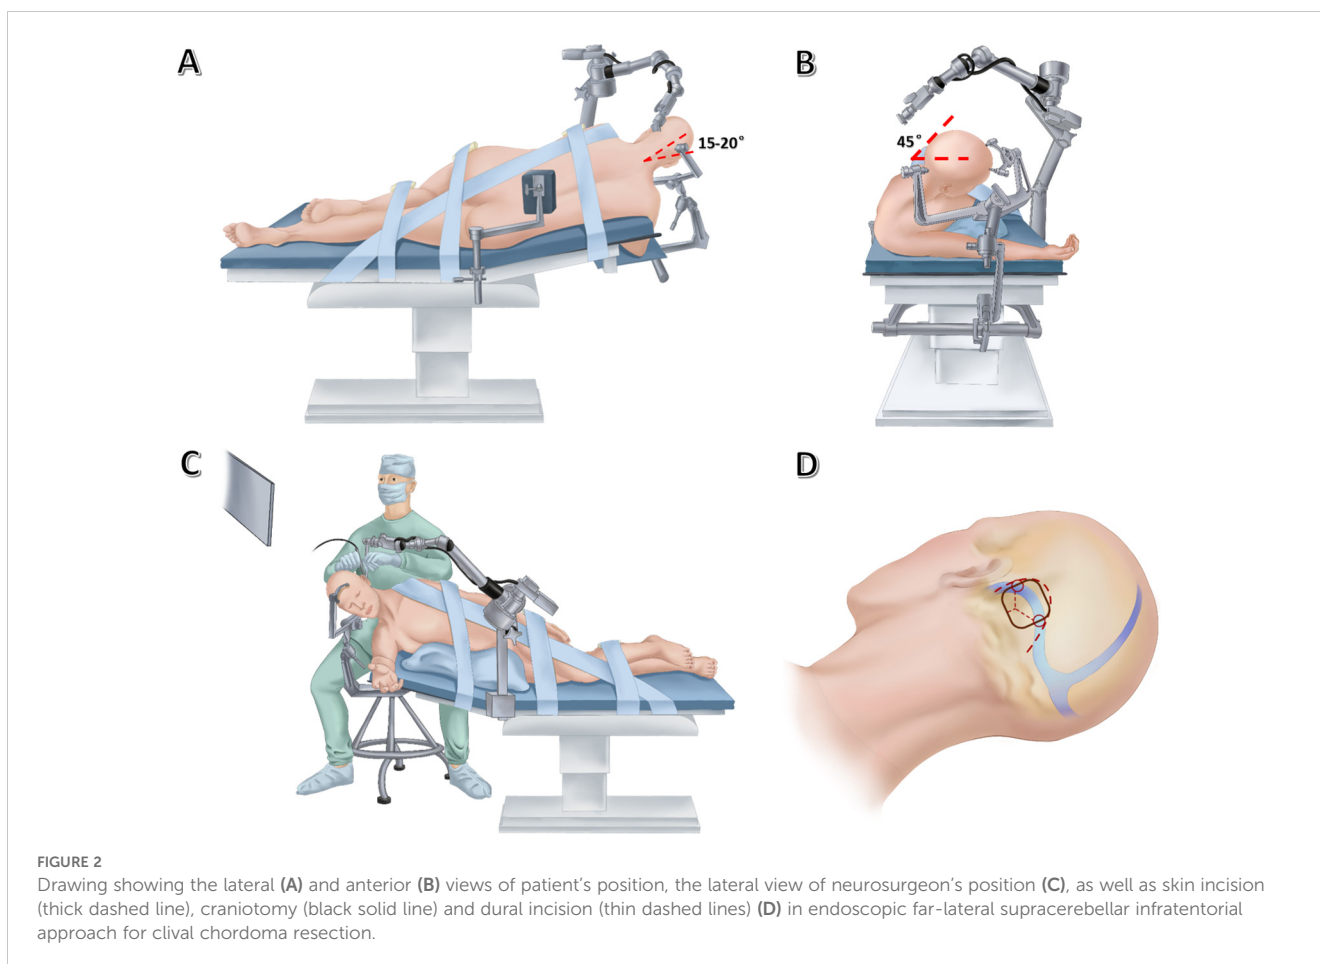 A
15-20°
B
45°
C
D
FIGURE 2
Drawing showing the lateral (A) and anterior (B) views of patient’s position, the lateral view of neurosurgeon’s position (C), as well as skin incision
(thick dashed line), craniotomy (black solid line) and dural incision (thin dashed lines) (D) in endoscopic far-lateral supracerebellar infratentorial
approach for clival chordoma resection.